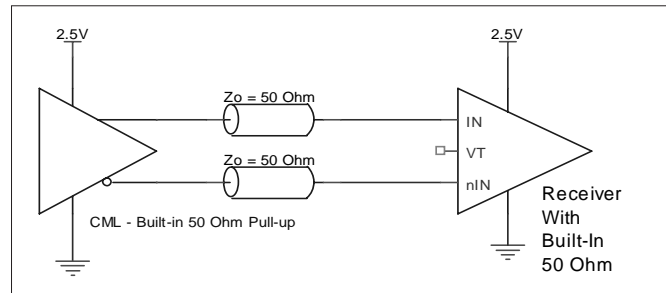 2.5V
2.5V
Zo = 50 Ohm
IN
VT
Zo = 50 Ohm
nIN
CML - Built-in 50 Ohm Pull-up
Receiver
With
Built-In
50 Ohm